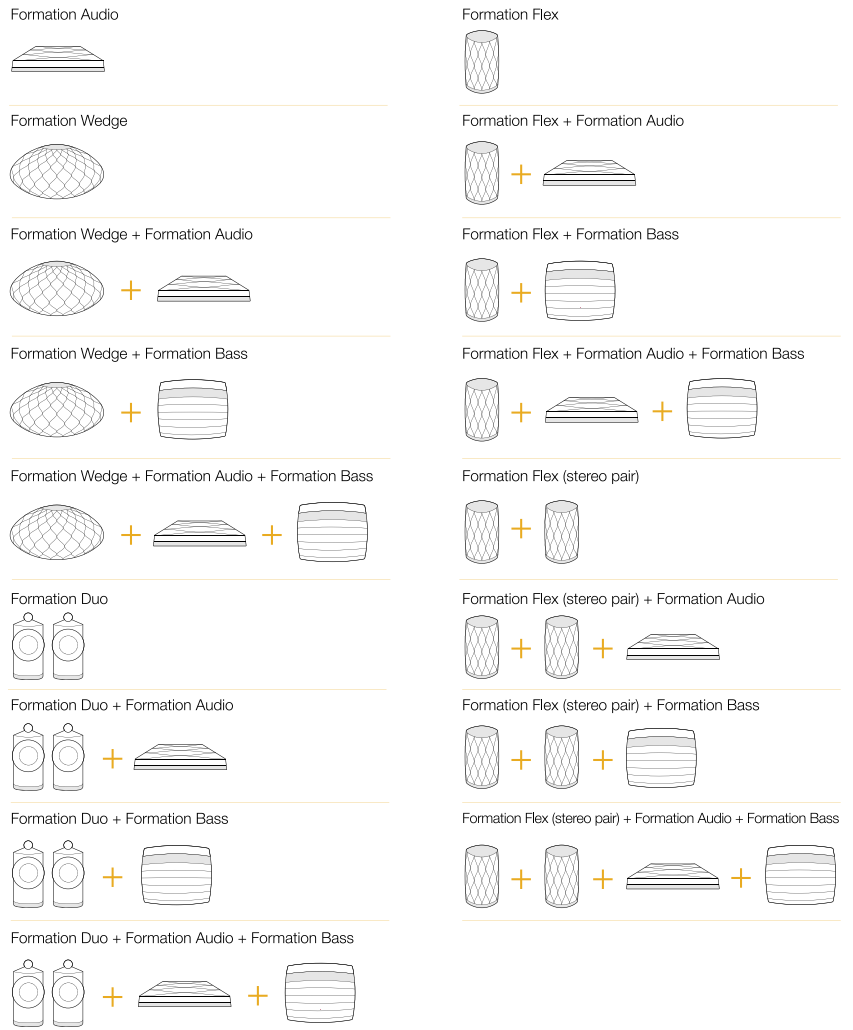 Formation Audio
Formation Wedge
Formation Wedge + Formation Audio
Formation Wedge + Formation Bass
Formation Wedge + Formation Audio + Formation Bass
Formation Duo
Formation Duo + Formation Audio
Formation Duo + Formation Bass
Formation Duo + Formation Audio + Formation Bass
Formation Flex
Formation Flex + Formation Audio
Formation Flex + Formation Bass
Formation Flex + Formation Audio + Formation Bass
Formation Flex (stereo pair)
Formation Flex (stereo pair) + Formation Audio
Formation Flex (stereo pair) + Formation Bass
Formation Flex (stereo pair) + Formation Audio + Formation Bass